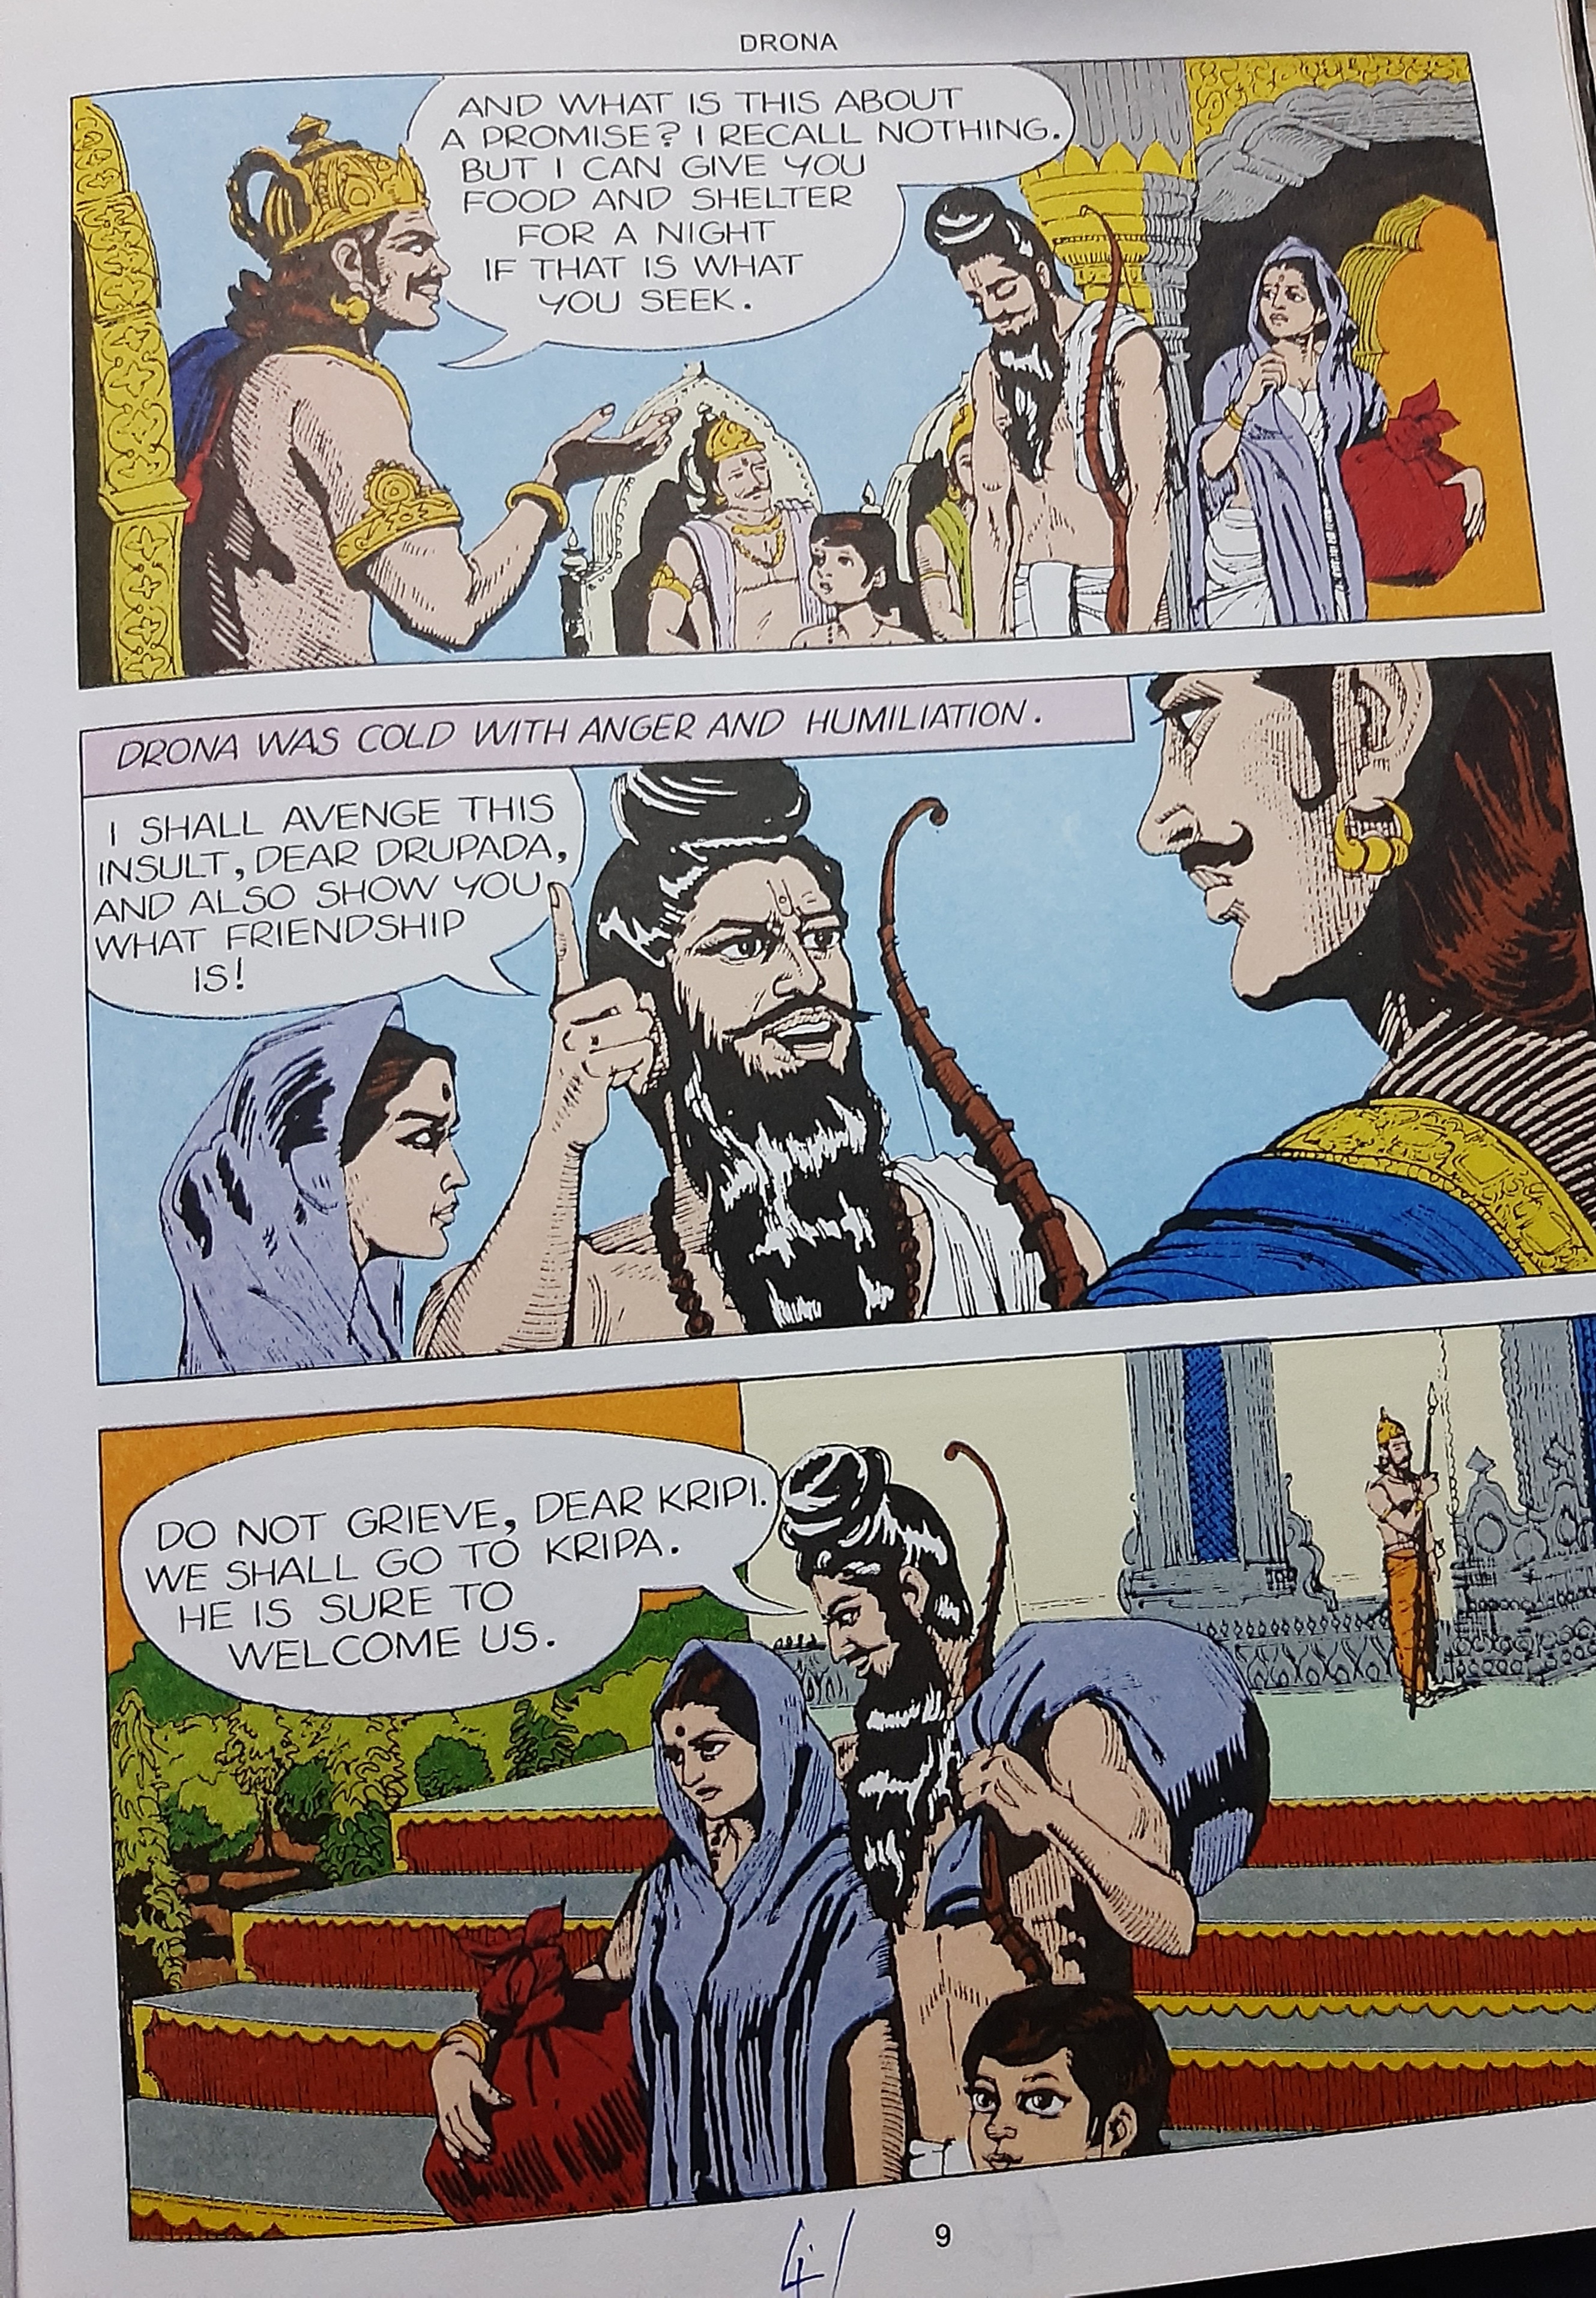 DRONA
AND WHAT IS THIS ABOUT
A PROMISE? I RECALL NOTHING.
BUT I CAN GIVE YOU
FOOD AND SHELTER
FOR A NIGHT
IF THAT IS WHAT
YOU SEEK.
DRONA WAS COLD WITH ANGER AND HUMILIATION.
I SHALL AVENGE THIS
INSULT, DEAR DRUPADA,
AND ALSO SHOW YOU
WHAT FRIENDSHIP
IS!
DO NOT GRIEVE, DEAR KRIPI.
WE SHALL GO TO KRIPA.
HE IS SURE TO
WELCOME US.
9